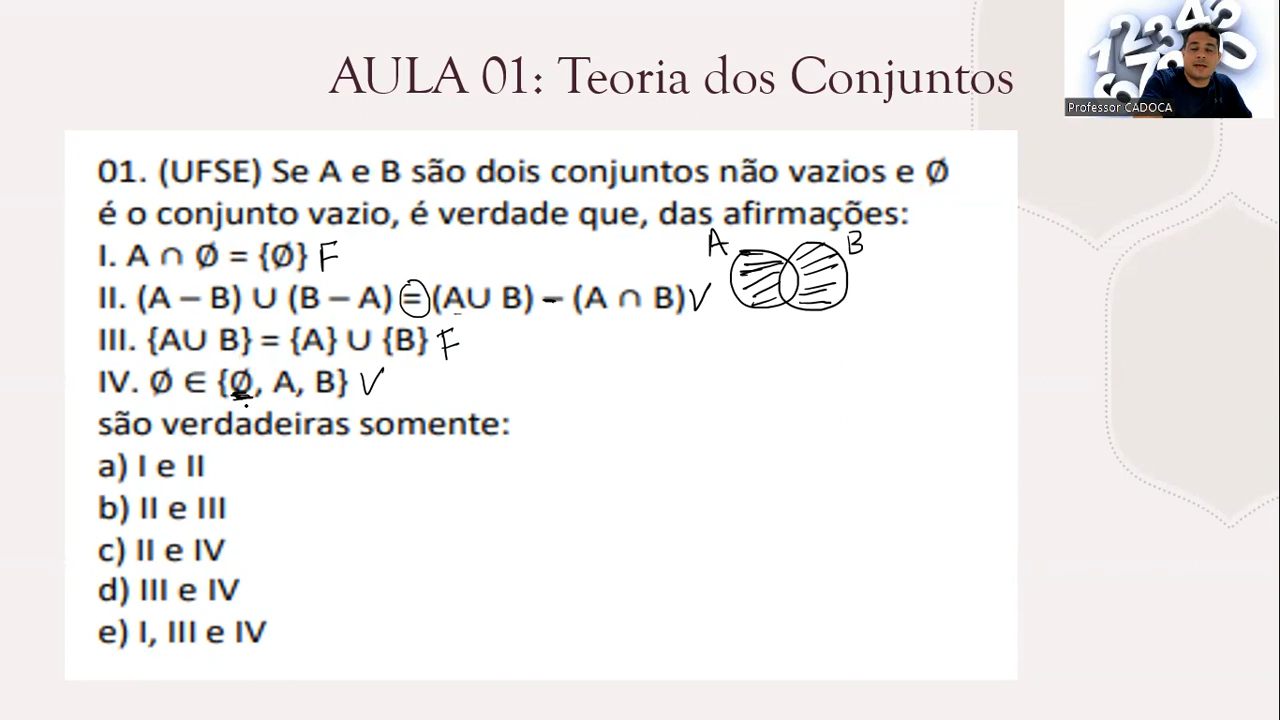 AULA 01: Teoria dos Conjuntos
Professor CADOCA
01. (UFSE) Se A e B são dois conjuntos não vazios e Ø
é o conjunto vazio, é verdade que, das afirmações:
I. A ∩ Ø = {Ø} F
A B
II. (A – B) ∪ (B – A) = (A∪ B) – (A ∩ B) V
III. {A∪ B} = {A} ∪ {B} F
IV. Ø ∈ {Ø, A, B} V
são verdadeiras somente:
a) I e II
b) II e III
c) II e IV
d) III e IV
e) I, III e IV